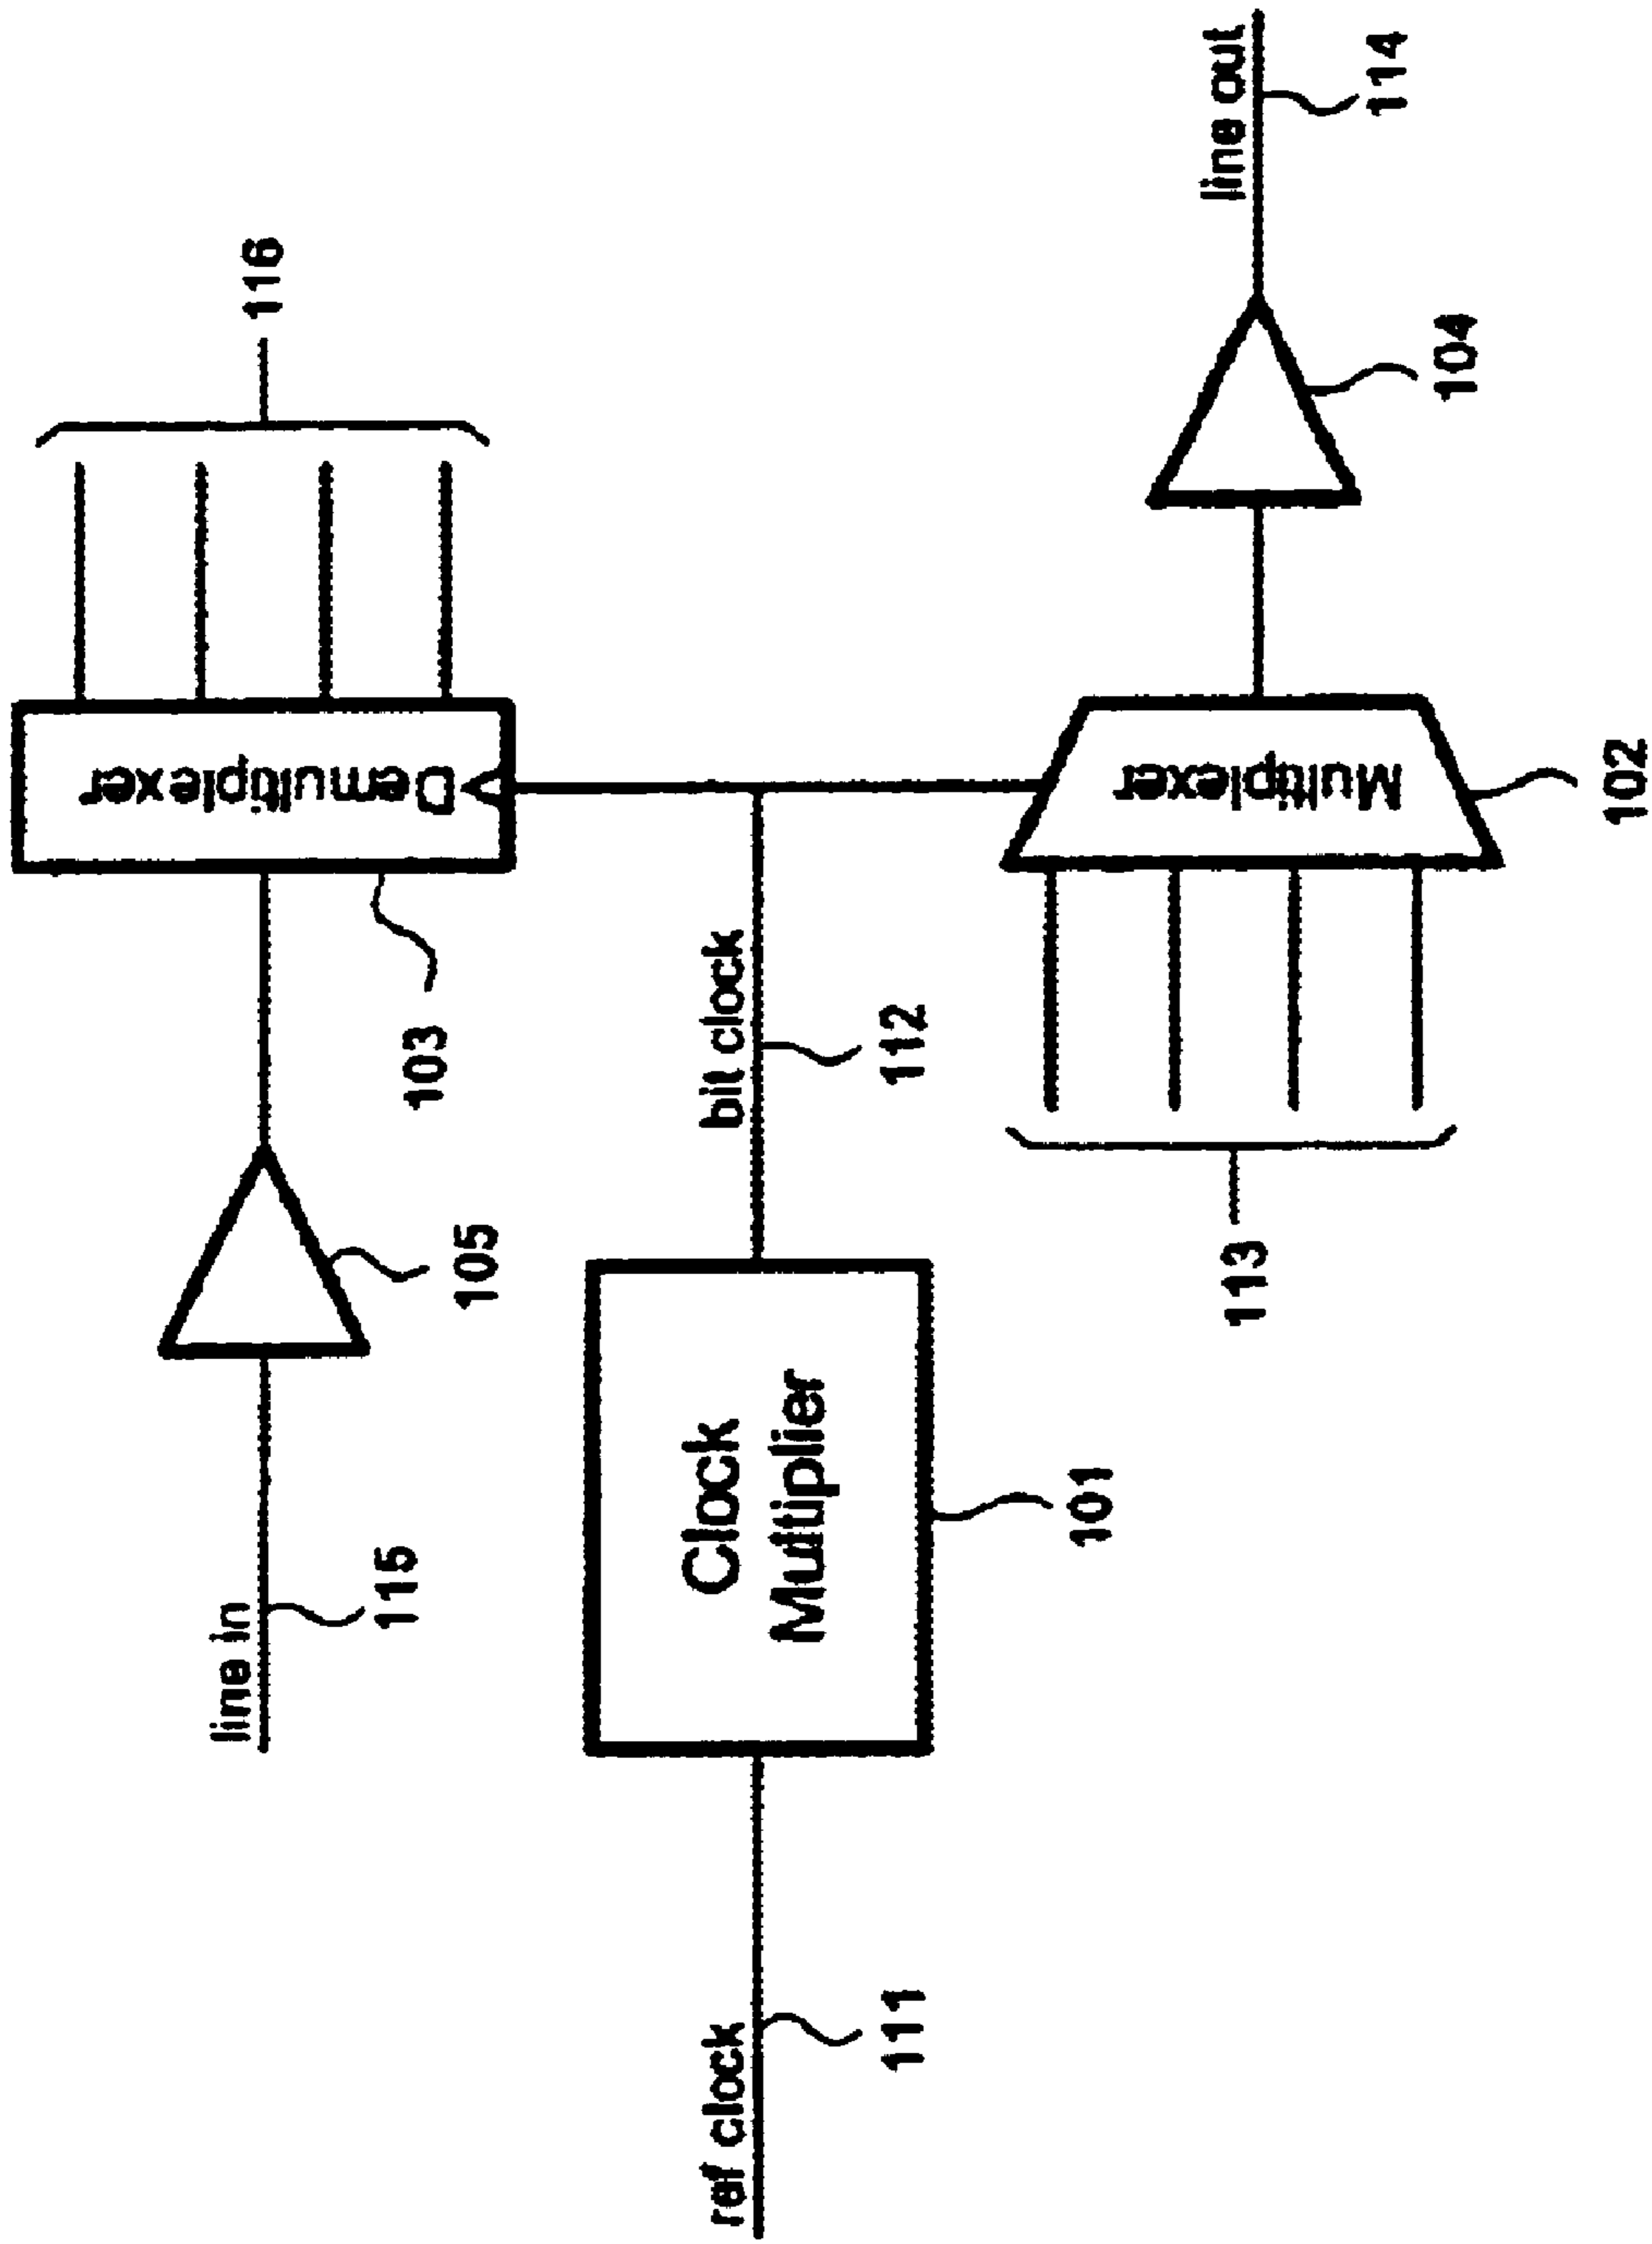 line in
Demultiplexer
116
115
103
105
ref clock
bit clock
Clock
Multiplier
111
112
101
line out
113
Multiplexer
114
104
102